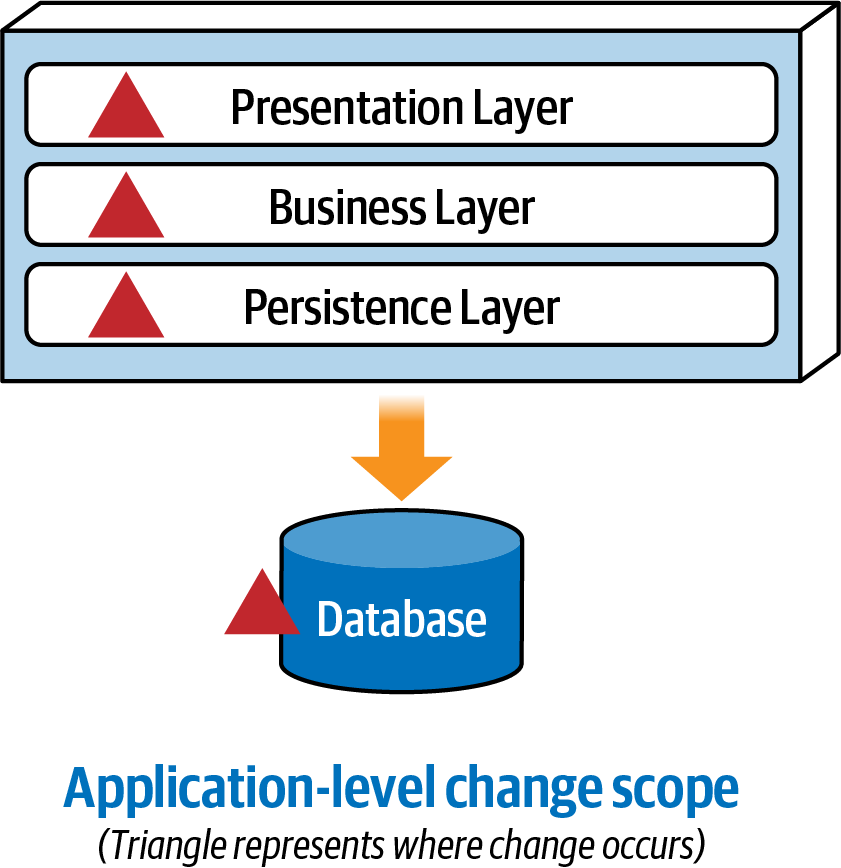 Presentation Layer
Business Layer
Persistence Layer
Database
Application-level change scope
(Triangle represents where change occurs)